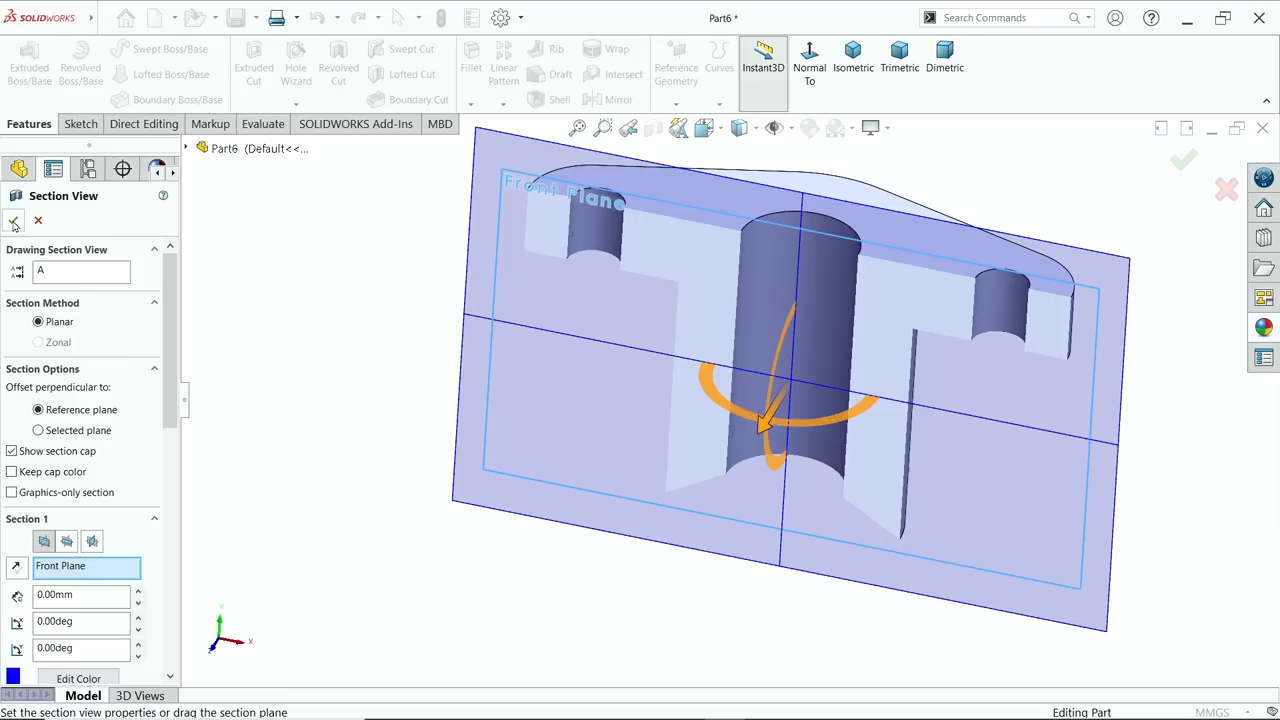 SOLIDWORKS
Part6 *
Search Commands
Extruded Boss/Base
Revolved Boss/Base
Swept Boss/Base
Lofted Boss/Base
Boundary Boss/Base
Extruded Cut
Hole Wizard
Revolved Cut
Swept Cut
Lofted Cut
Boundary Cut
Fillet
Linear Pattern
Rib
Draft
Shell
Wrap
Intersect
Mirror
Reference Geometry
Curves
Instant3D
Normal To
Isometric
Trimetric
Dimetric
Features
Sketch
Direct Editing
Markup
Evaluate
SOLIDWORKS Add-Ins
MBD
Part6 (Default<<...
Section View
Drawing Section View
A
Section Method
Planar
Zonal
Section Options
Offset perpendicular to:
Reference plane
Selected plane
Show section cap
Keep cap color
Graphics-only section
Section 1
Front Plane
0.00mm
0.00deg
0.00deg
Edit Color
Front Plane
Y
X
Z
Model
3D Views
Set the section view properties or drag the section plane
Editing Part
MMGS